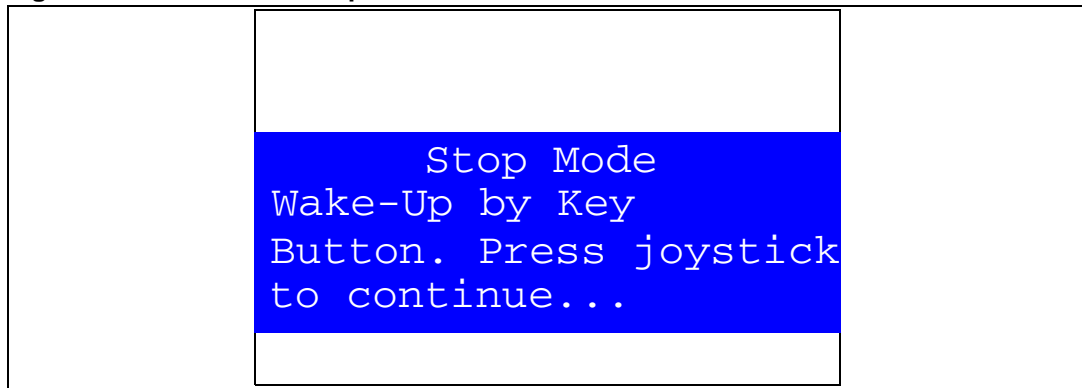 Stop Mode
Wake-Up by Key
Button. Press joystick
to continue...